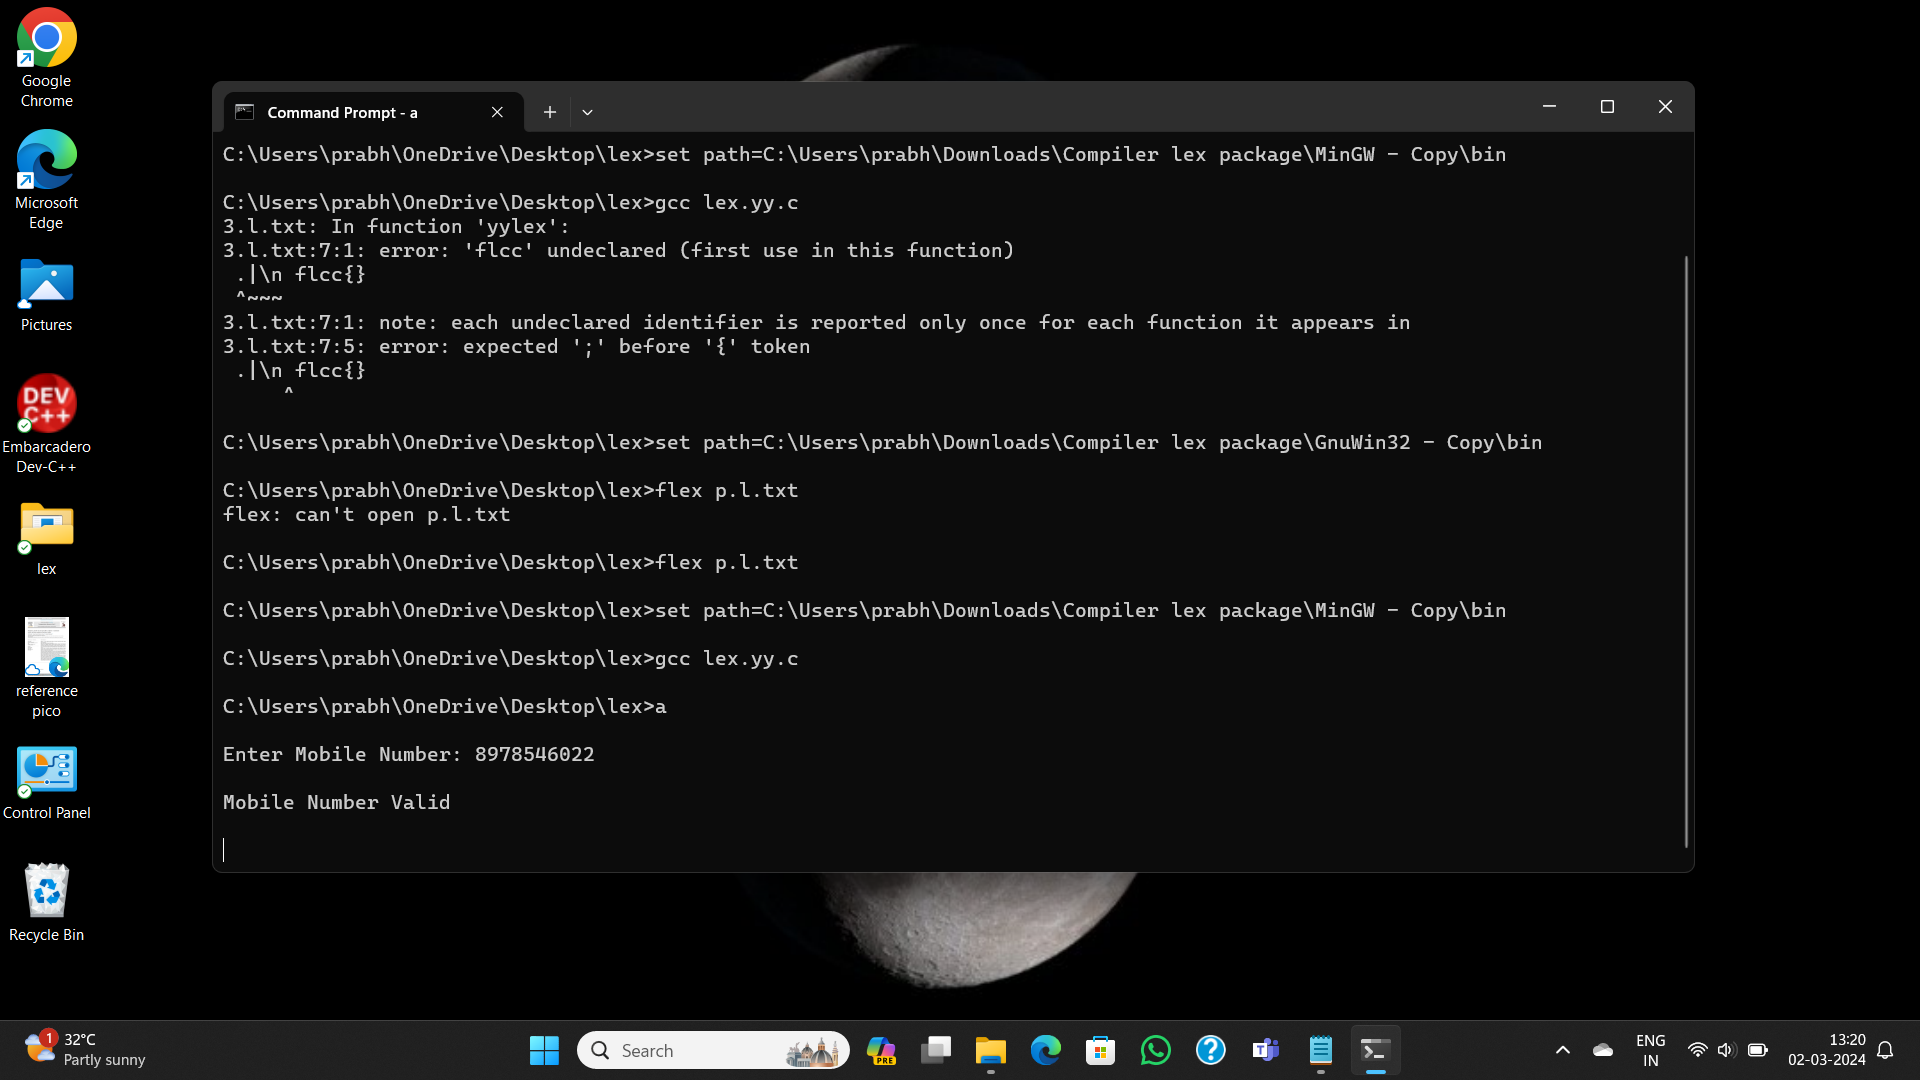 Google
Chrome
Microsoft
Edge
Pictures
DEV
C++
Embarcadero
Dev-C++
lex
reference
pico
Control Panel
Recycle Bin
Command Prompt - a
C:\Users\prabh\OneDrive\Desktop\lex>set path=C:\Users\prabh\Downloads\Compiler lex package\MinGW - Copy\bin
C:\Users\prabh\OneDrive\Desktop\lex>gcc lex.yy.c
3.l.txt: In function 'yylex':
3.l.txt:7:1: error: 'flcc' undeclared (first use in this function)
 .|\n flcc{}
 ^~~~
3.l.txt:7:1: note: each undeclared identifier is reported only once for each function it appears in
3.l.txt:7:5: error: expected ';' before '{' token
 .|\n flcc{}
     ^
C:\Users\prabh\OneDrive\Desktop\lex>set path=C:\Users\prabh\Downloads\Compiler lex package\GnuWin32 - Copy\bin
C:\Users\prabh\OneDrive\Desktop\lex>flex p.l.txt
flex: can't open p.l.txt
C:\Users\prabh\OneDrive\Desktop\lex>flex p.l.txt
C:\Users\prabh\OneDrive\Desktop\lex>set path=C:\Users\prabh\Downloads\Compiler lex package\MinGW - Copy\bin
C:\Users\prabh\OneDrive\Desktop\lex>gcc lex.yy.c
C:\Users\prabh\OneDrive\Desktop\lex>a
Enter Mobile Number: 8978546022
Mobile Number Valid
1
32°C
Partly sunny
Search
PRE
ENG
IN
13:20
02-03-2024